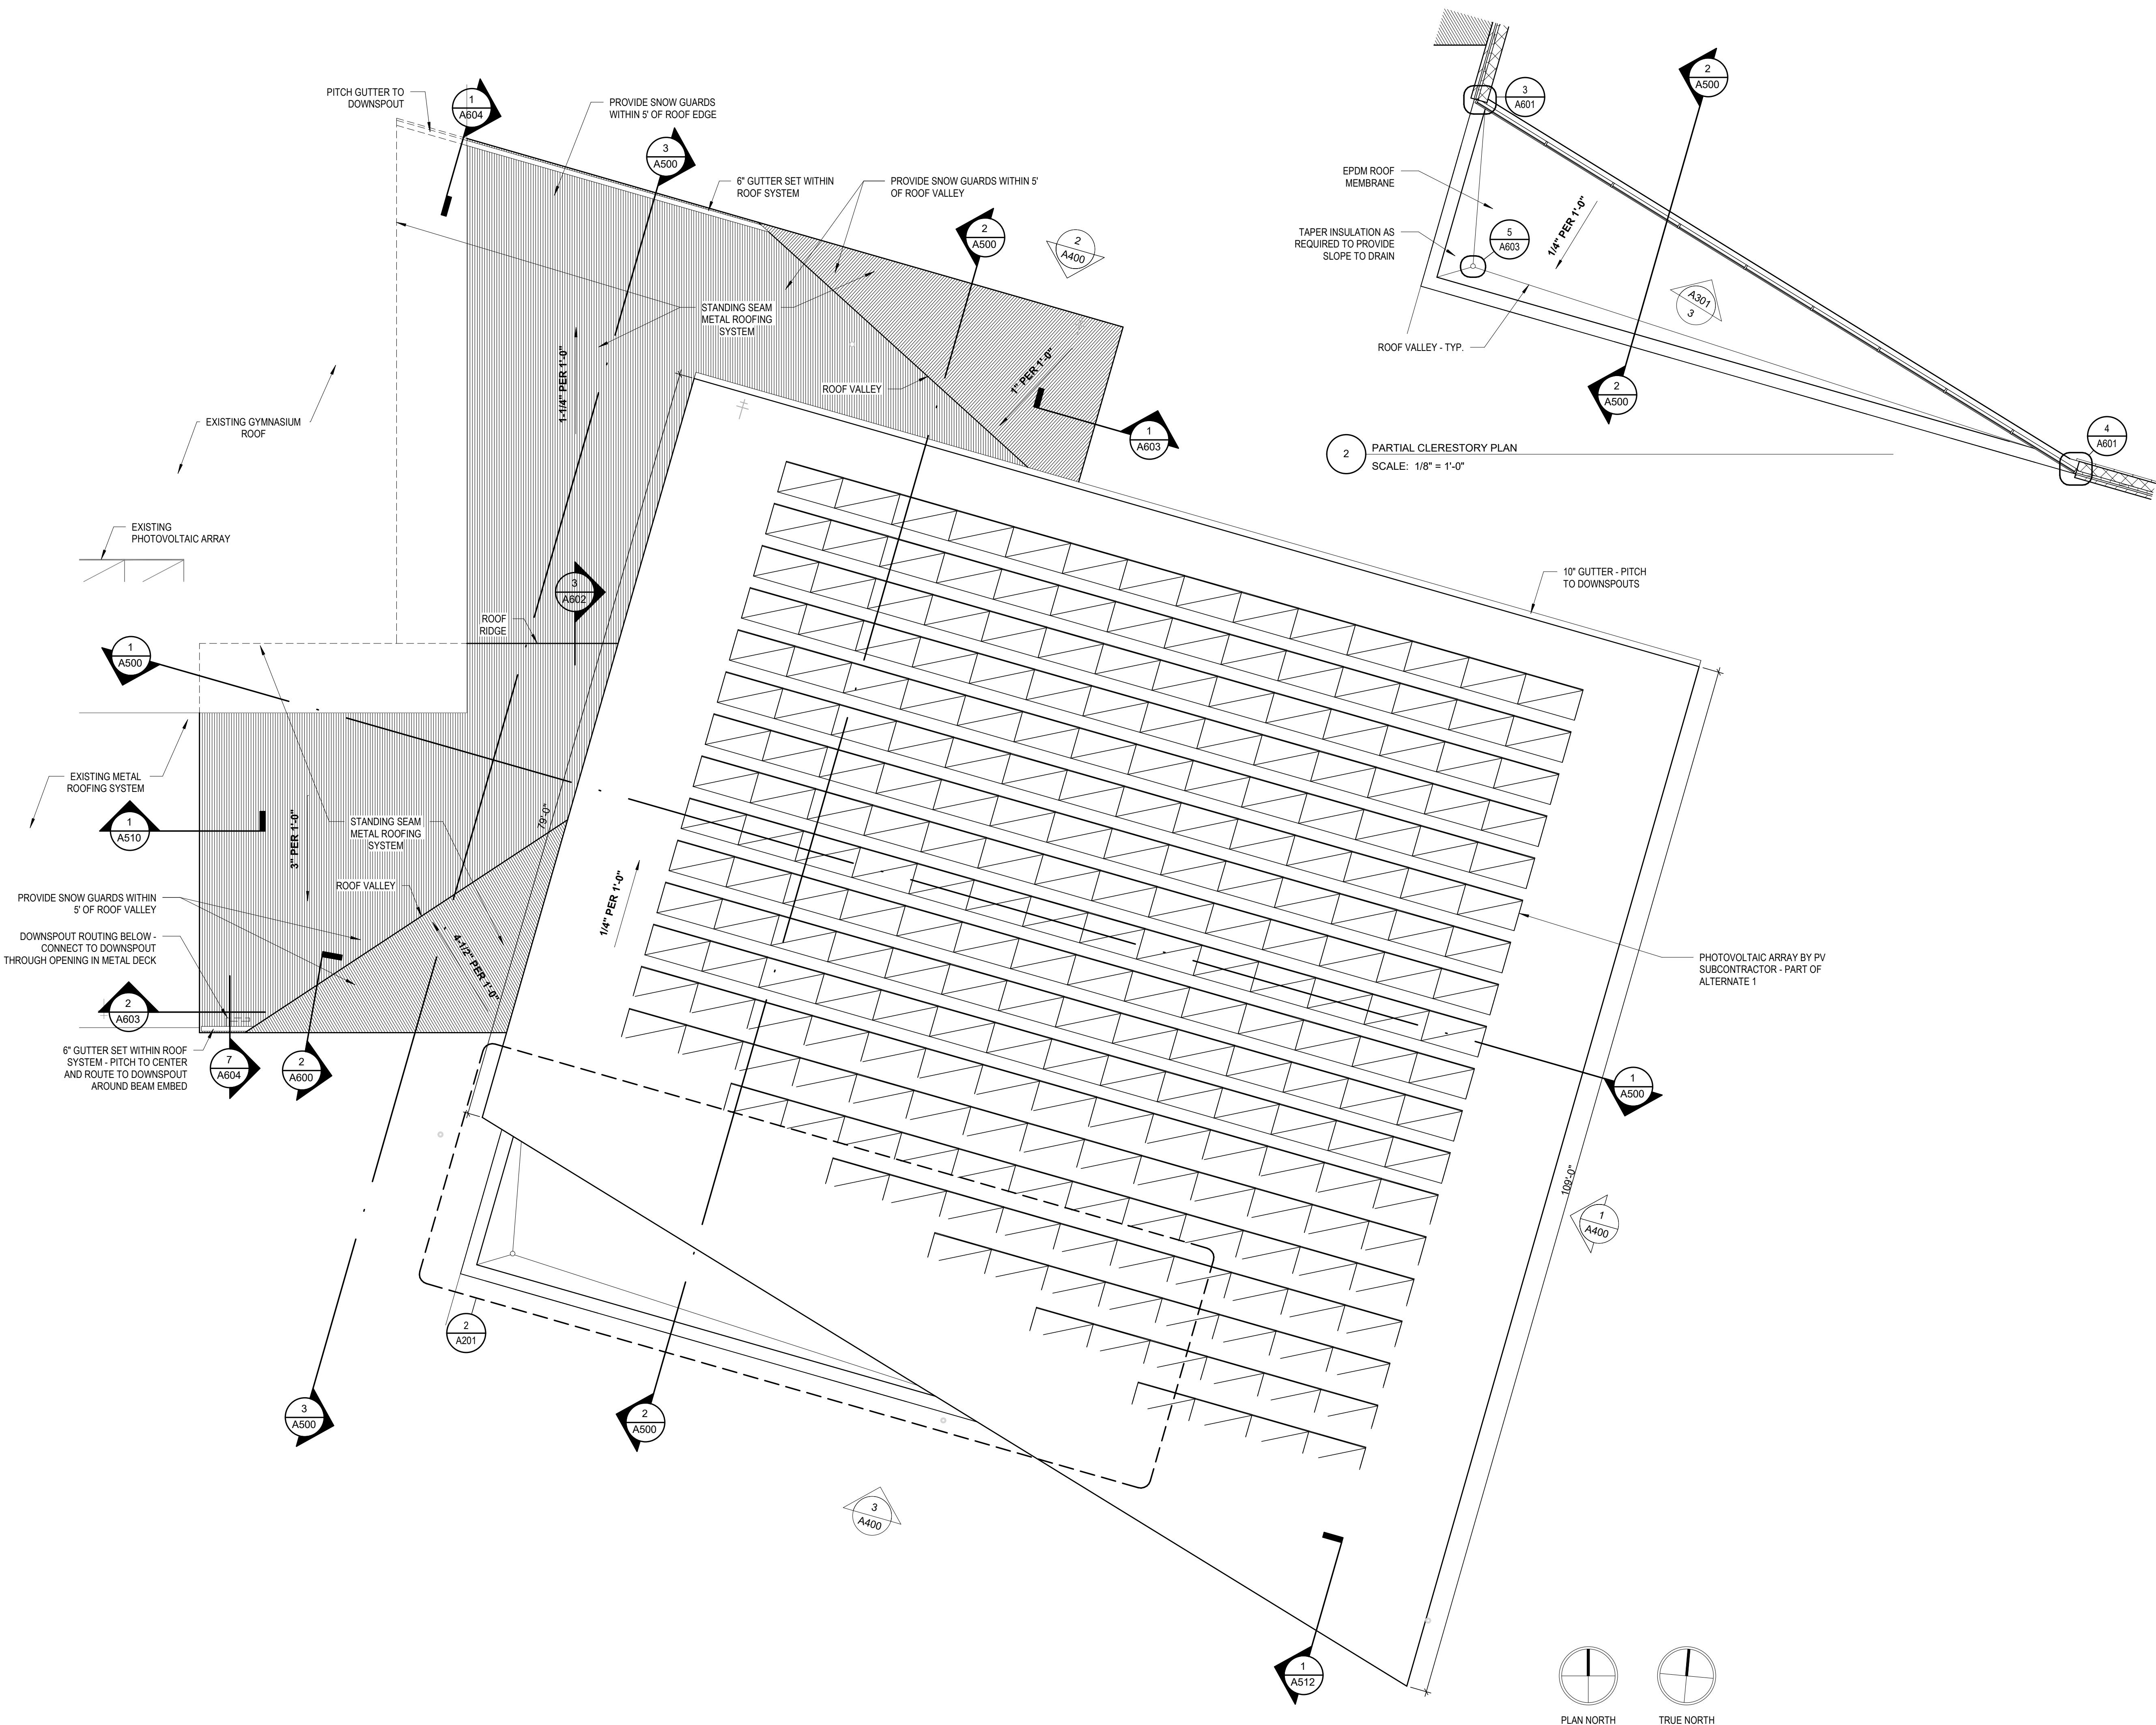 PITCH GUTTER TO
DOWNSPOUT
1
A604
PROVIDE SNOW GUARDS
WITHIN 5' OF ROOF EDGE
3
A500
6" GUTTER SET WITHIN
ROOF SYSTEM
PROVIDE SNOW GUARDS WITHIN 5'
OF ROOF VALLEY
2
A500
2
A400
STANDING SEAM
METAL ROOFING
SYSTEM
1-1/4" PER 1'-0"
ROOF VALLEY
1" PER 1'-0"
1
A603
EXISTING GYMNASIUM
ROOF
EXISTING
PHOTOVOLTAIC ARRAY
3
A602
ROOF
RIDGE
1
A500
EXISTING METAL
ROOFING SYSTEM
1
A510
3" PER 1'-0"
STANDING SEAM
METAL ROOFING
SYSTEM
79'-0"
ROOF VALLEY
PROVIDE SNOW GUARDS WITHIN
5' OF ROOF VALLEY
DOWNSPOUT ROUTING BELOW -
CONNECT TO DOWNSPOUT
THROUGH OPENING IN METAL DECK
4-1/2" PER 1'-0"
2
A603
6" GUTTER SET WITHIN ROOF
SYSTEM - PITCH TO CENTER
AND ROUTE TO DOWNSPOUT
AROUND BEAM EMBED
7
A604
2
A600
1/4" PER 1'-0"
3
A601
2
A500
EPDM ROOF
MEMBRANE
TAPER INSULATION AS
REQUIRED TO PROVIDE
SLOPE TO DRAIN
5
A603
1/4" PER 1'-0"
A301
3
ROOF VALLEY - TYP.
2
A500
4
A601
2
PARTIAL CLERESTORY PLAN
SCALE: 1/8" = 1'-0"
10" GUTTER - PITCH
TO DOWNSPOUTS
PHOTOVOLTAIC ARRAY BY PV
SUBCONTRACTOR - PART OF
ALTERNATE 1
1
A500
109'-0"
1
A400
2
A201
3
A500
2
A500
3
A400
1
A512
PLAN NORTH
TRUE NORTH